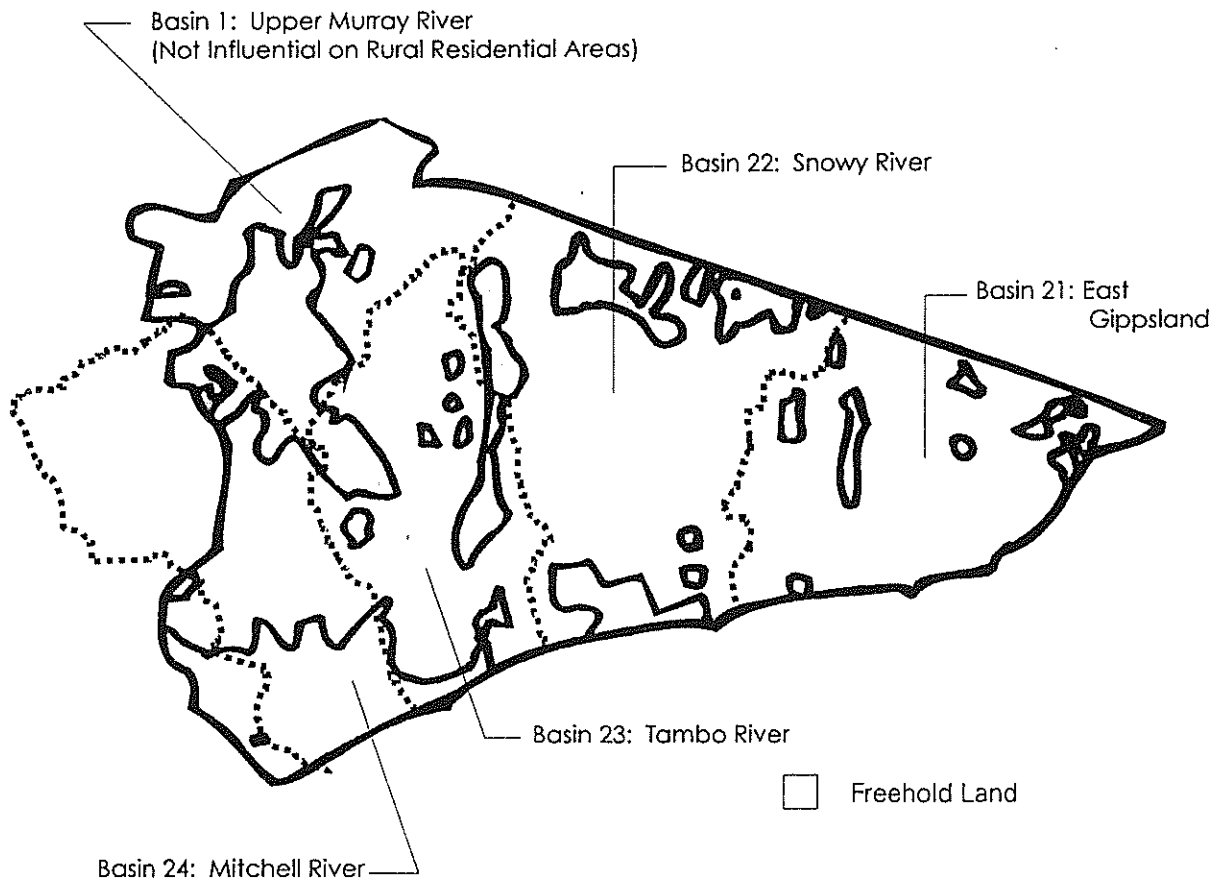 Basin 1: Upper Murray River
(Not Influential on Rural Residential Areas)
Basin 22: Snowy River
Basin 21: East
Gippsland
Basin 23: Tambo River
Freehold Land
Basin 24: Mitchell River